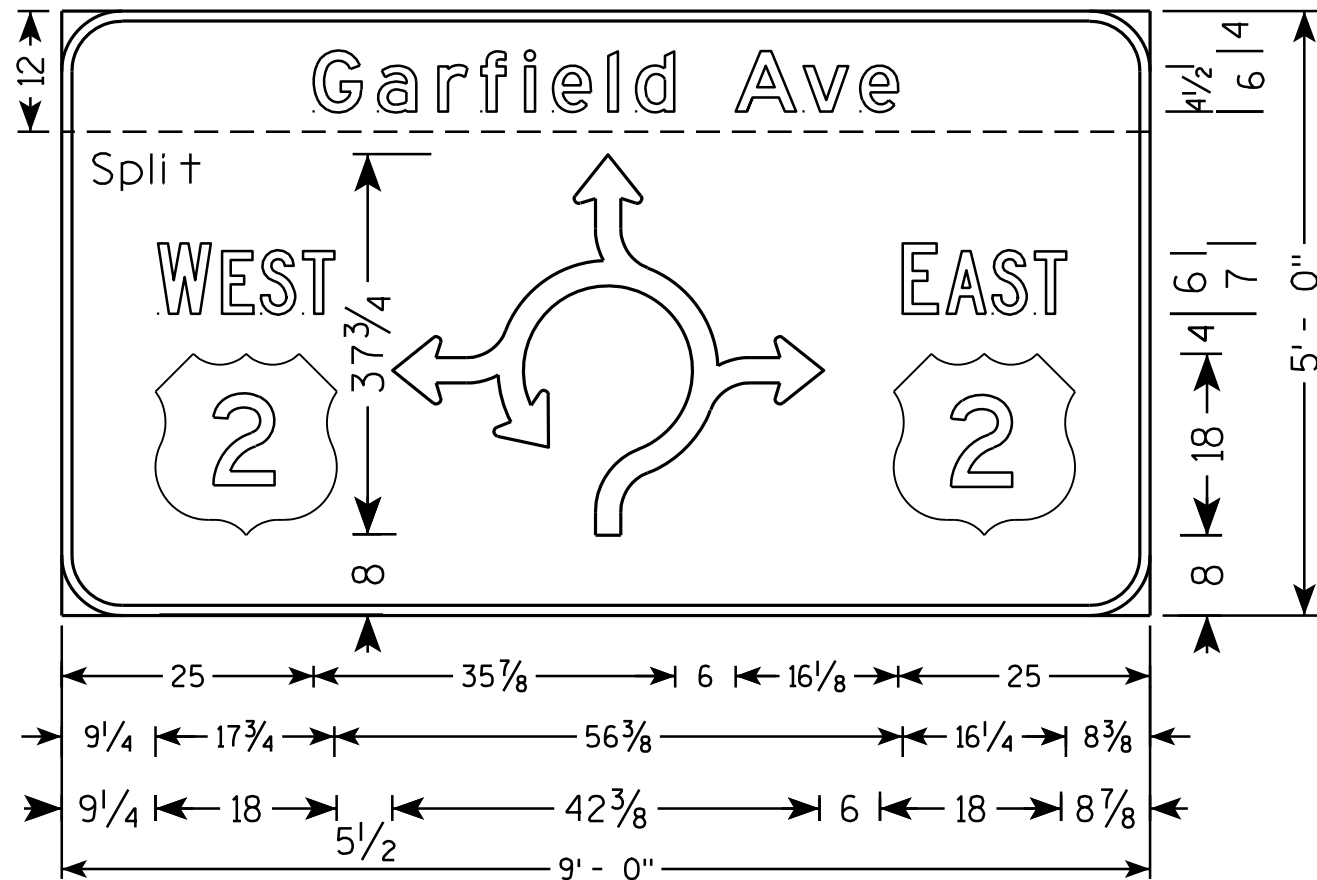 Garfield Ave
12
4½ 6 4
Split
WEST EAST
37¾
6 7
4
2 2
18
5' - 0"
8 8
25 35⅞ 6 16⅛ 25
9¼ 17¾ 56⅜ 16¼ 8⅜
9¼ 18 5½ 42⅜ 6 18 8⅞
9' - 0"